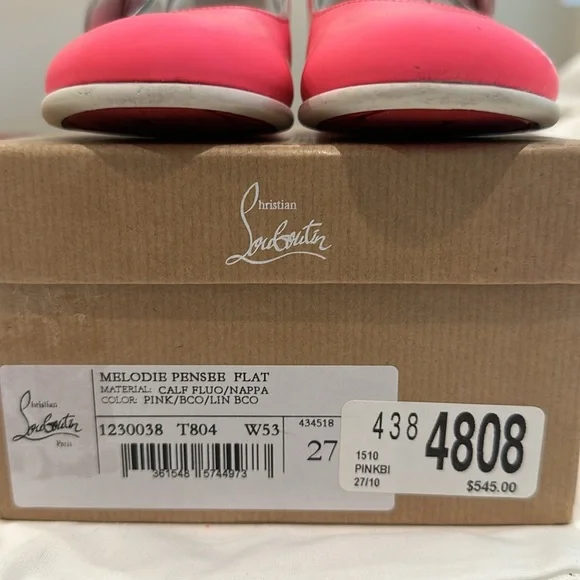 Christian
Louboutin
MELODIE PENSEE FLAT
MATERIAL: CALF FLUO/NAPPA
COLOR: PINK/BCO/LIN BCO
Christian
Louboutin
Paris
1230038 T804 W53
434518
27
361548 5744973
438 4808
1510
PINKBI
27/10
$545.00